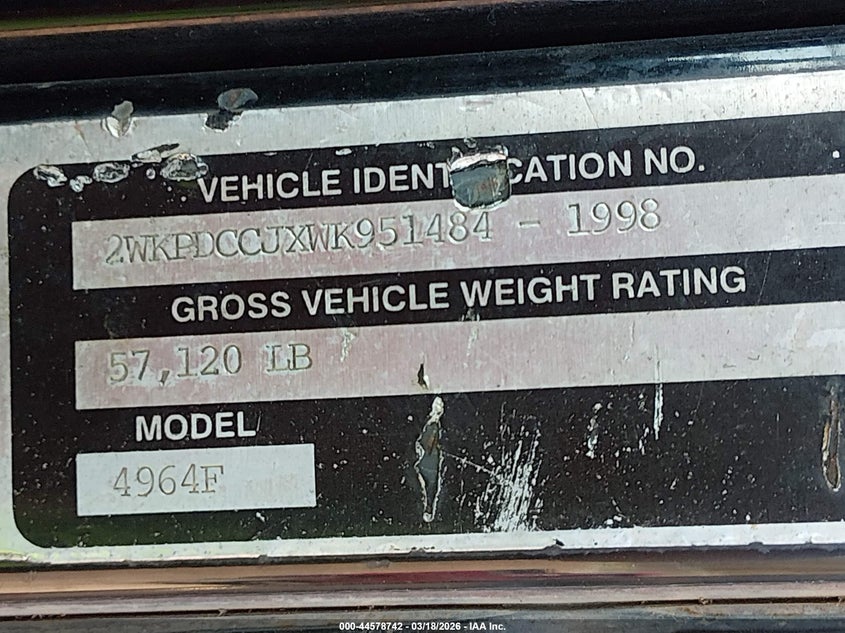 VEHICLE IDENT CATION NO.
2WKPDCCJXWK951484 - 1998
GROSS VEHICLE WEIGHT RATING
57,120 LB
MODEL
4964F
000-44578742 - 03/18/2026 - IAA Inc.